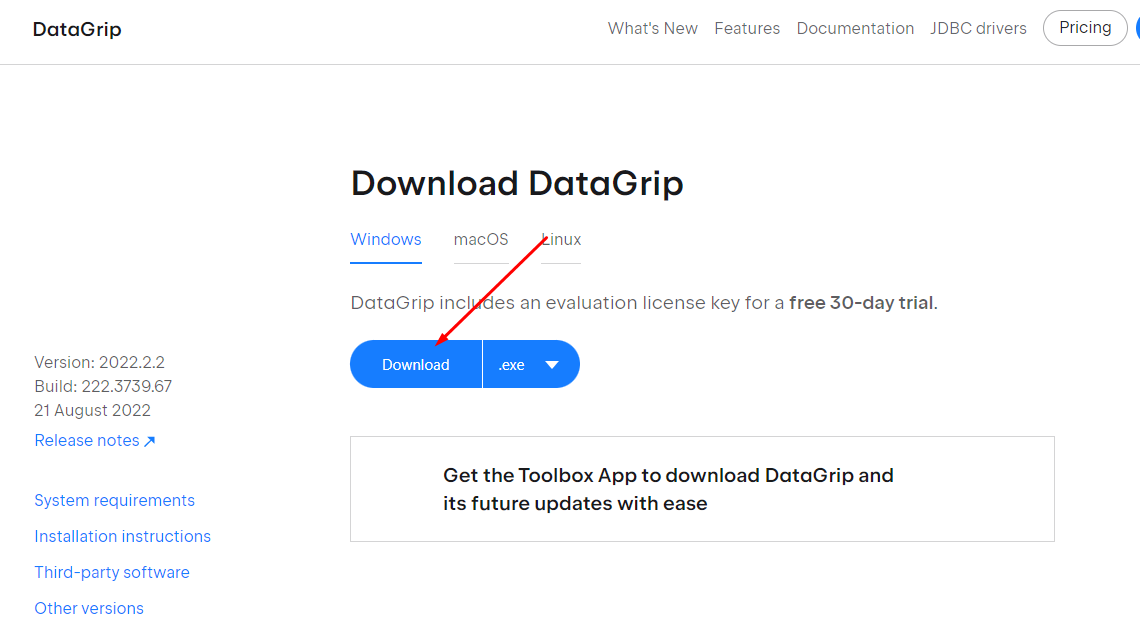 DataGrip
What's New Features Documentation JDBC drivers Pricing
Download DataGrip
Windows macOS Linux
DataGrip includes an evaluation license key for a free 30-day trial.
Download .exe
Version: 2022.2.2
Build: 222.3739.67
21 August 2022
Release notes ↗
System requirements
Installation instructions
Third-party software
Other versions
Get the Toolbox App to download DataGrip and
its future updates with ease